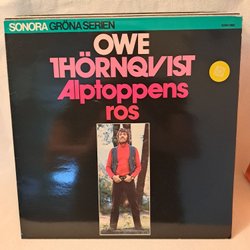 SONORA GRÖNA SERIEN
OWE
THÖRNQVIST
Alptoppens
ros